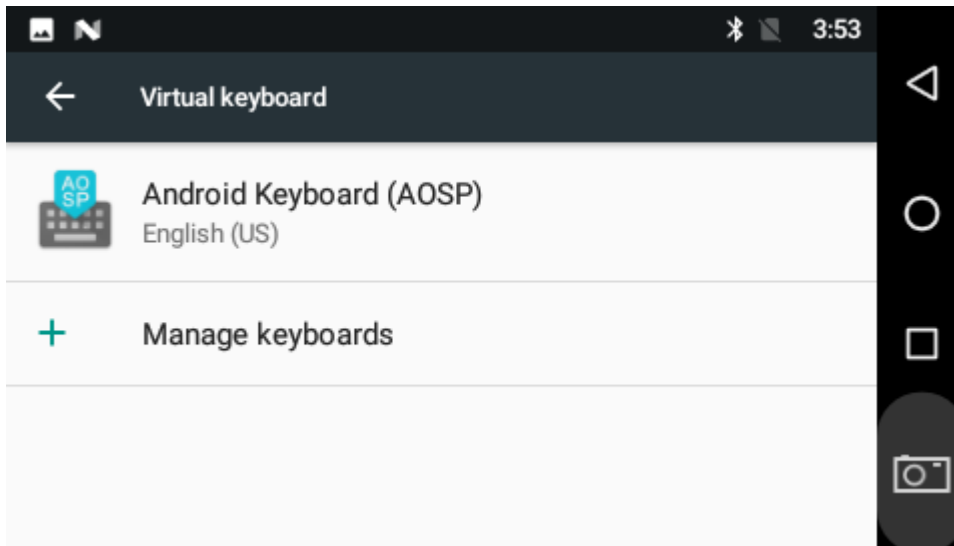 3:53
Virtual keyboard
AO
SP
Android Keyboard (AOSP)
English (US)
Manage keyboards